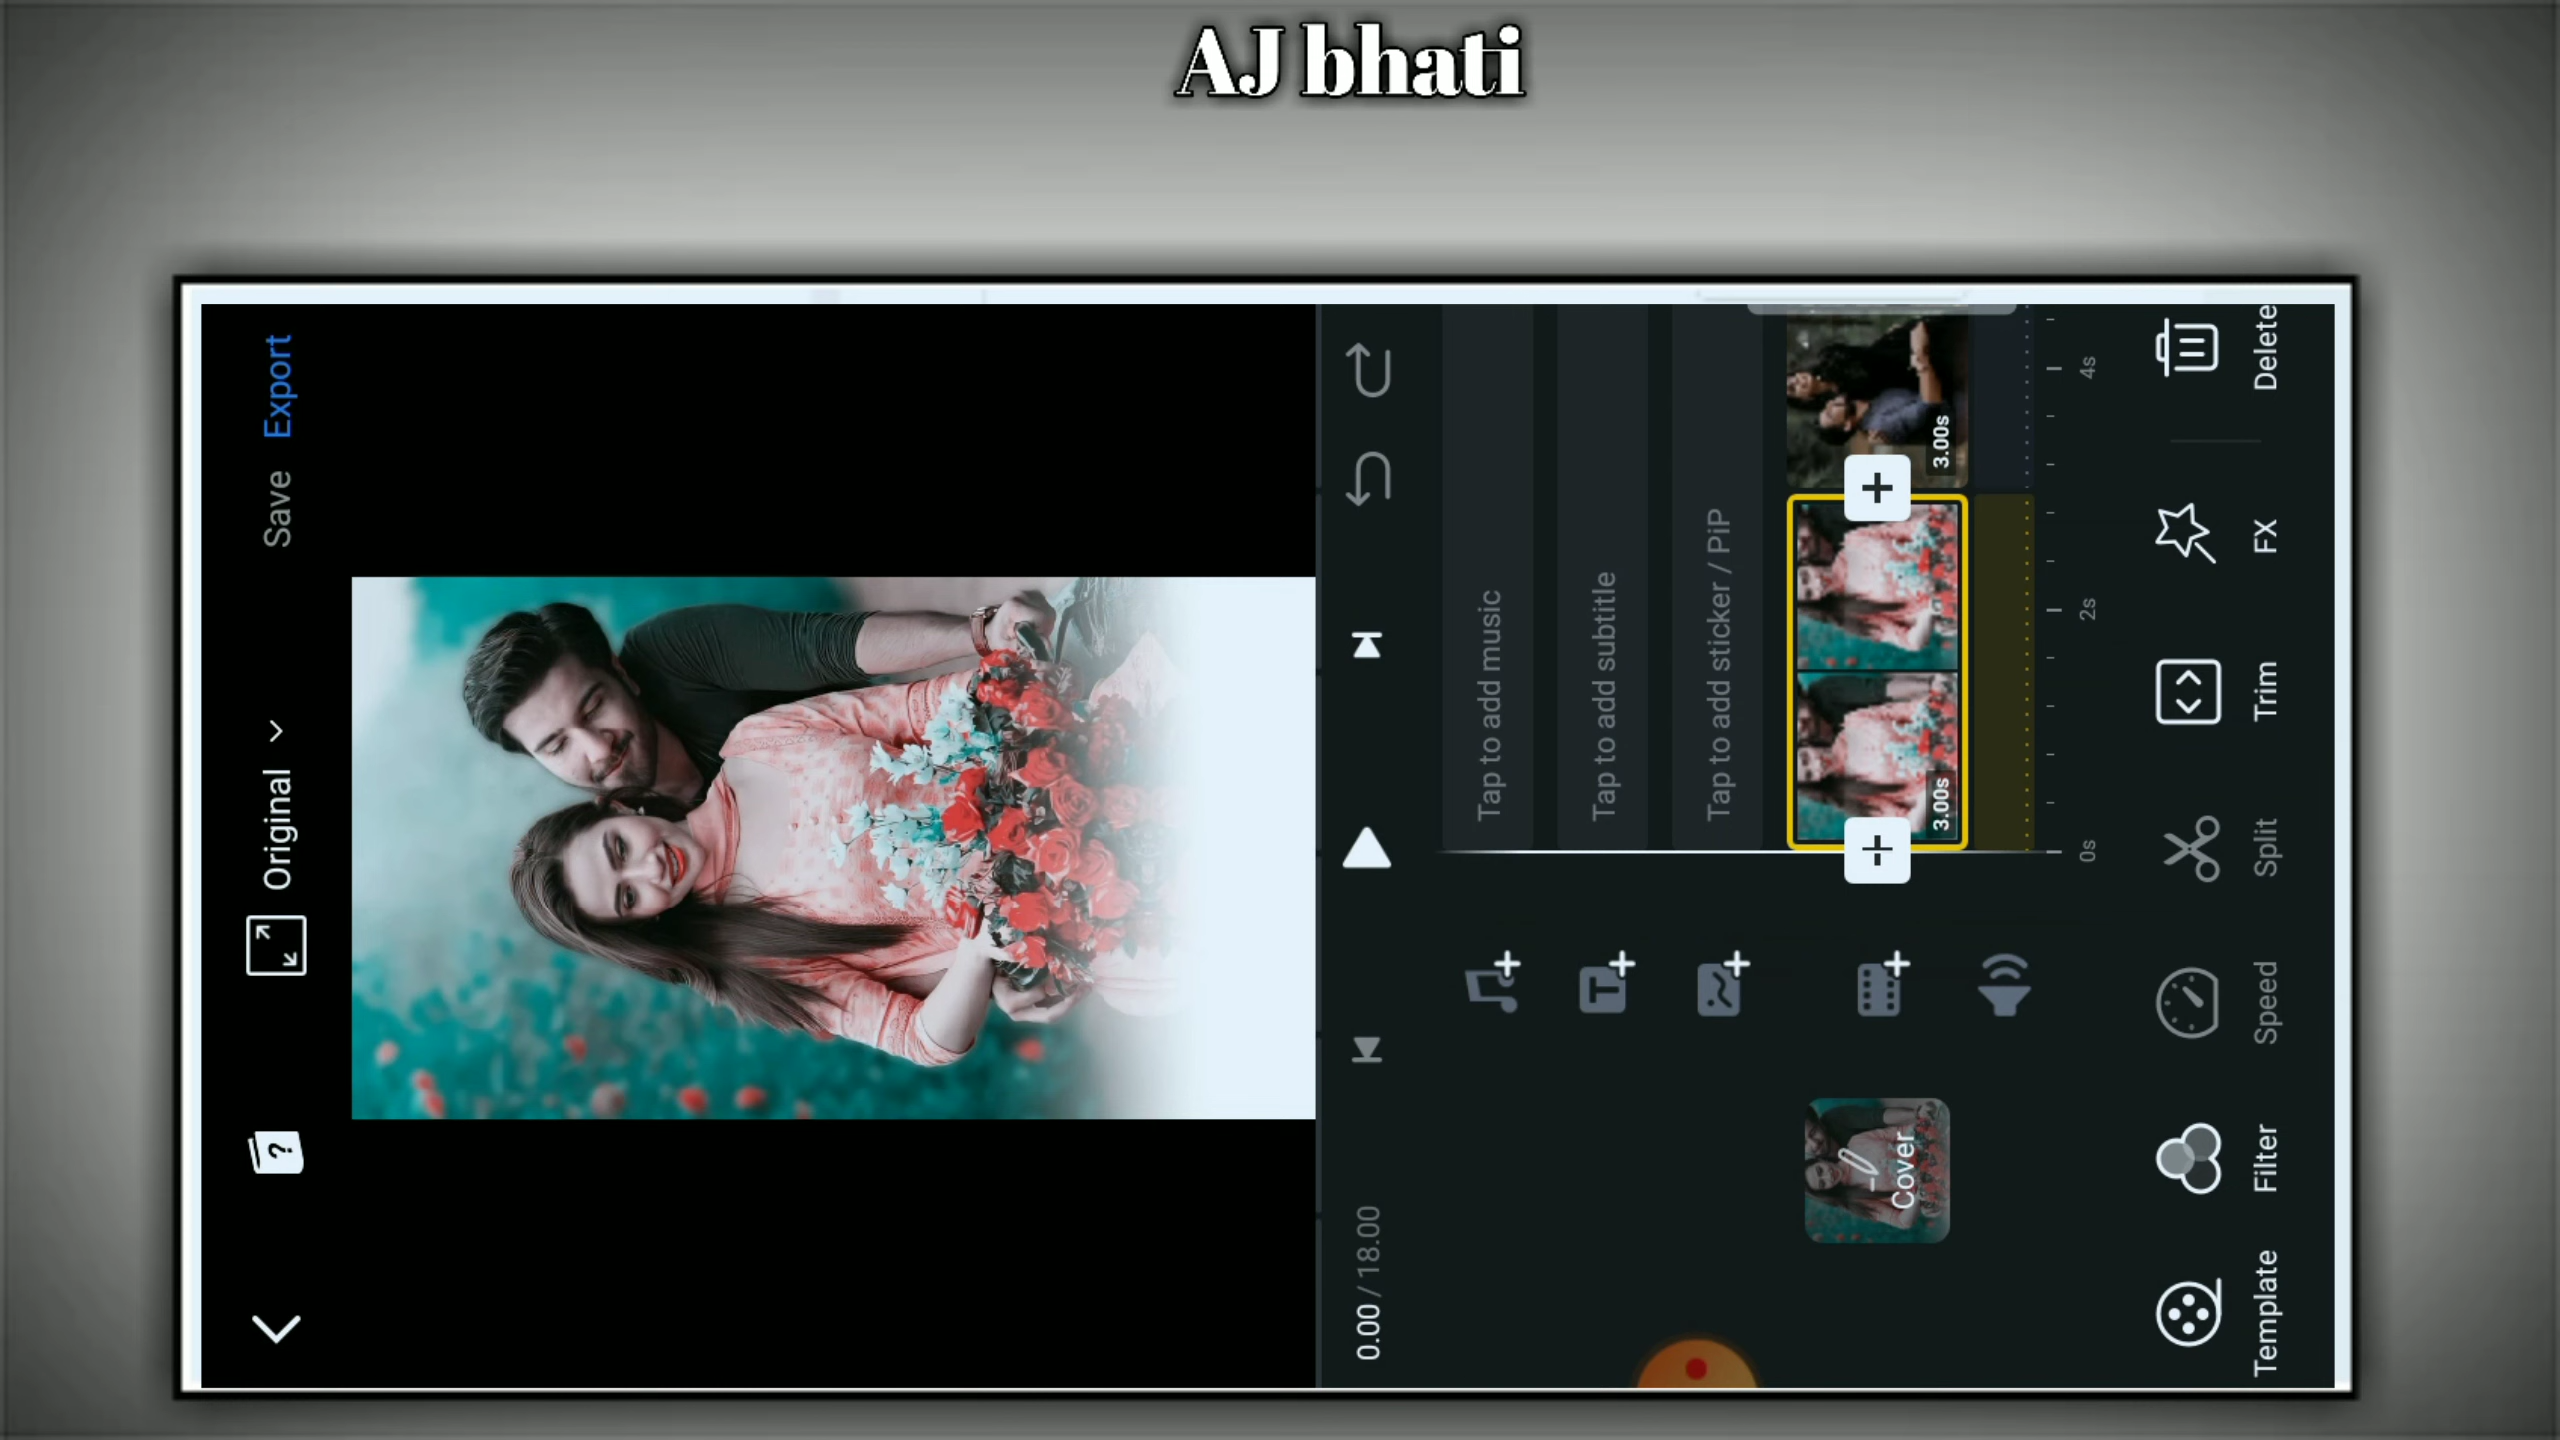 AJ bhati
Original
Save
Export
0.00 / 18.00
Tap to add music
Tap to add subtitle
Tap to add sticker / PiP
Cover
3.00s
3.00s
0s
2s
4s
Template
Filter
Speed
Split
Trim
FX
Delete